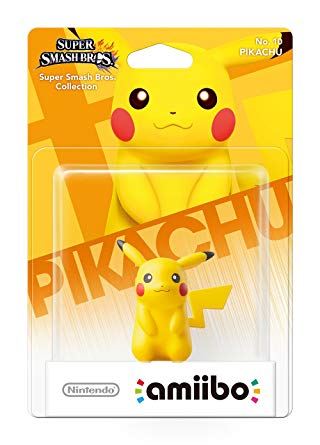 SUPER
SMASH BROS.
Super Smash Bros.
Collection
No. 10
PIKACHU
PIKACHU
Nintendo
amiibo